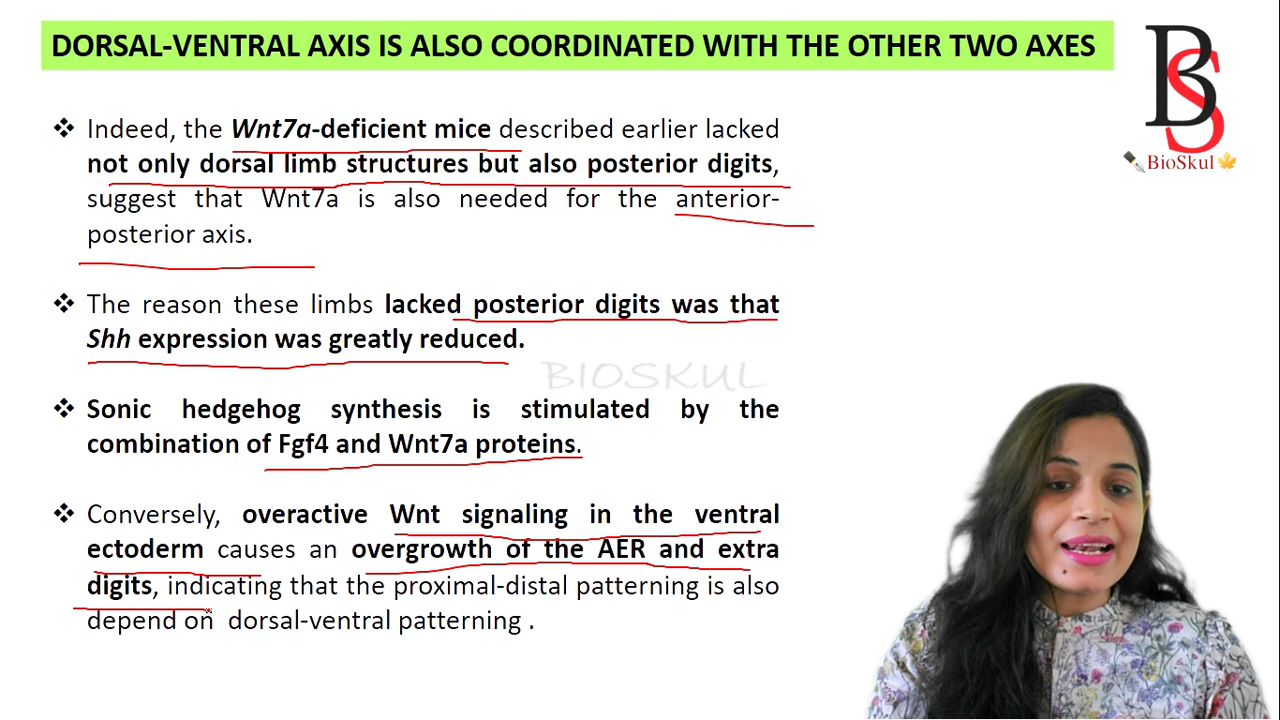 DORSAL-VENTRAL AXIS IS ALSO COORDINATED WITH THE OTHER TWO AXES
BS
BioSkul
❖ Indeed, the Wnt7a-deficient mice described earlier lacked
not only dorsal limb structures but also posterior digits,
suggest that Wnt7a is also needed for the anterior-
posterior axis.
❖ The reason these limbs lacked posterior digits was that
Shh expression was greatly reduced.
BIOSKUL
❖ Sonic hedgehog synthesis is stimulated by the
combination of Fgf4 and Wnt7a proteins.
❖ Conversely, overactive Wnt signaling in the ventral
ectoderm causes an overgrowth of the AER and extra
digits, indicating that the proximal-distal patterning is also
depend on dorsal-ventral patterning .